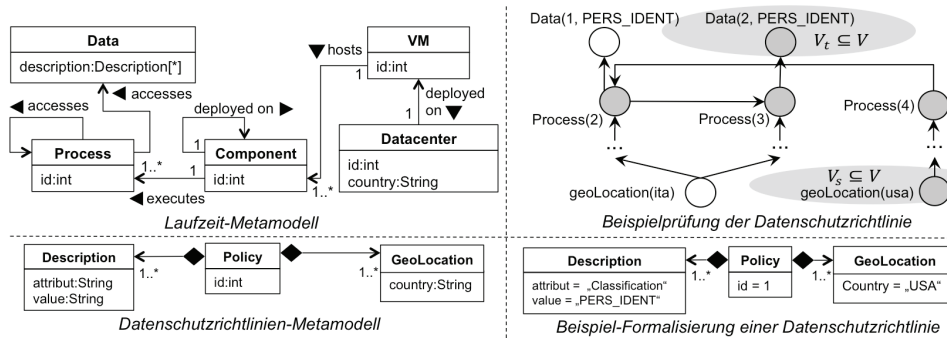 Data
description:Description[*]
◀ accesses
◀ accesses
Process
id:int
1..*
◀ executes
deployed on ▶
1
1
1
Component
id:int
▼ hosts
1
1..*
VM
id:int
deployed
on ▼
1
Datacenter
id:int
country:String
Laufzeit-Metamodell
Data(1, PERS_IDENT)
Data(2, PERS_IDENT)
V_t ⊆ V
Process(2)
Process(3)
Process(4)
...
...
...
geoLocation(ita)
V_s ⊆ V
geoLocation(usa)
Beispielprüfung der Datenschutzrichtlinie
Description
attribut:String
value:String
1..*
Policy
id:int
1..*
GeoLocation
country:String
Datenschutzrichtlinien-Metamodell
Description
attribut = „Classification“
value = „PERS_IDENT“
1..*
Policy
id = 1
1..*
GeoLocation
Country = „USA“
Beispiel-Formalisierung einer Datenschutzrichtlinie